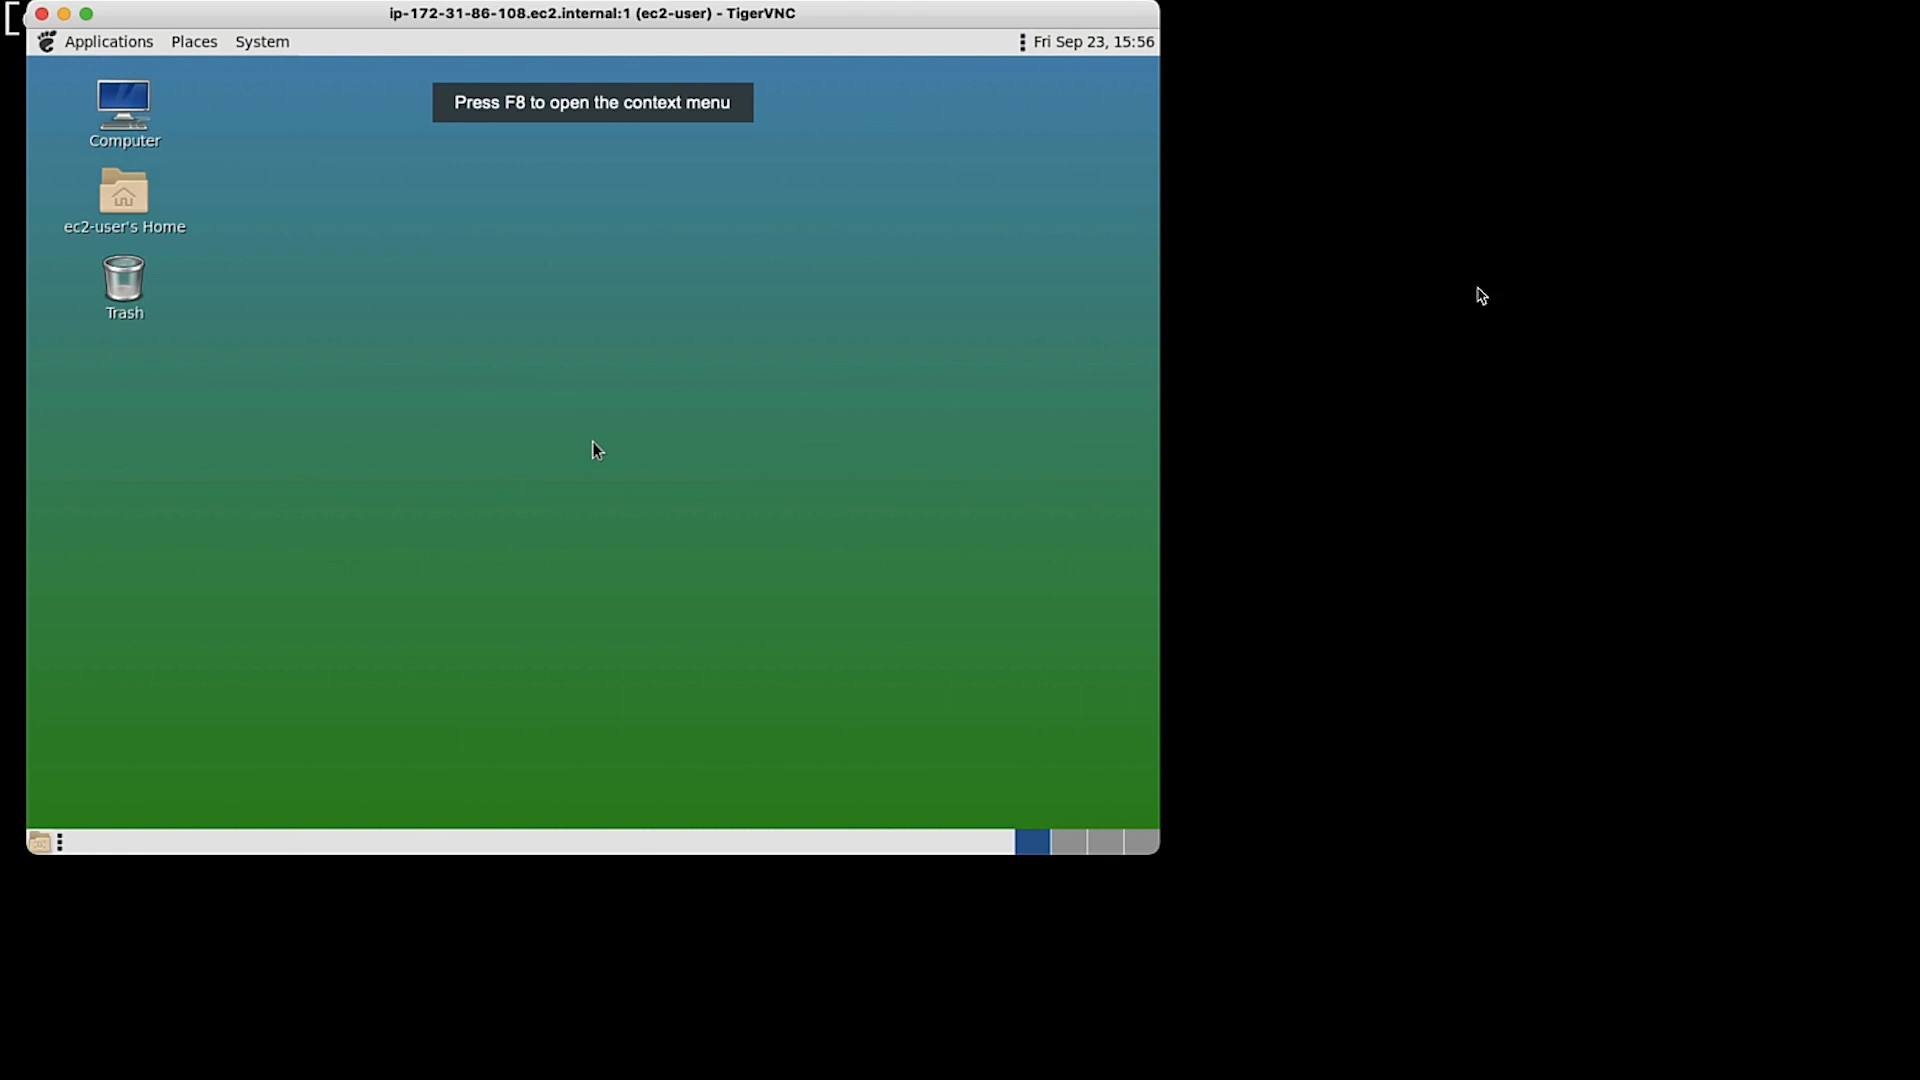 [
ip-172-31-86-108.ec2.internal:1 (ec2-user) - TigerVNC
Applications Places System
Fri Sep 23, 15:56
Press F8 to open the context menu
Computer
ec2-user's Home
Trash